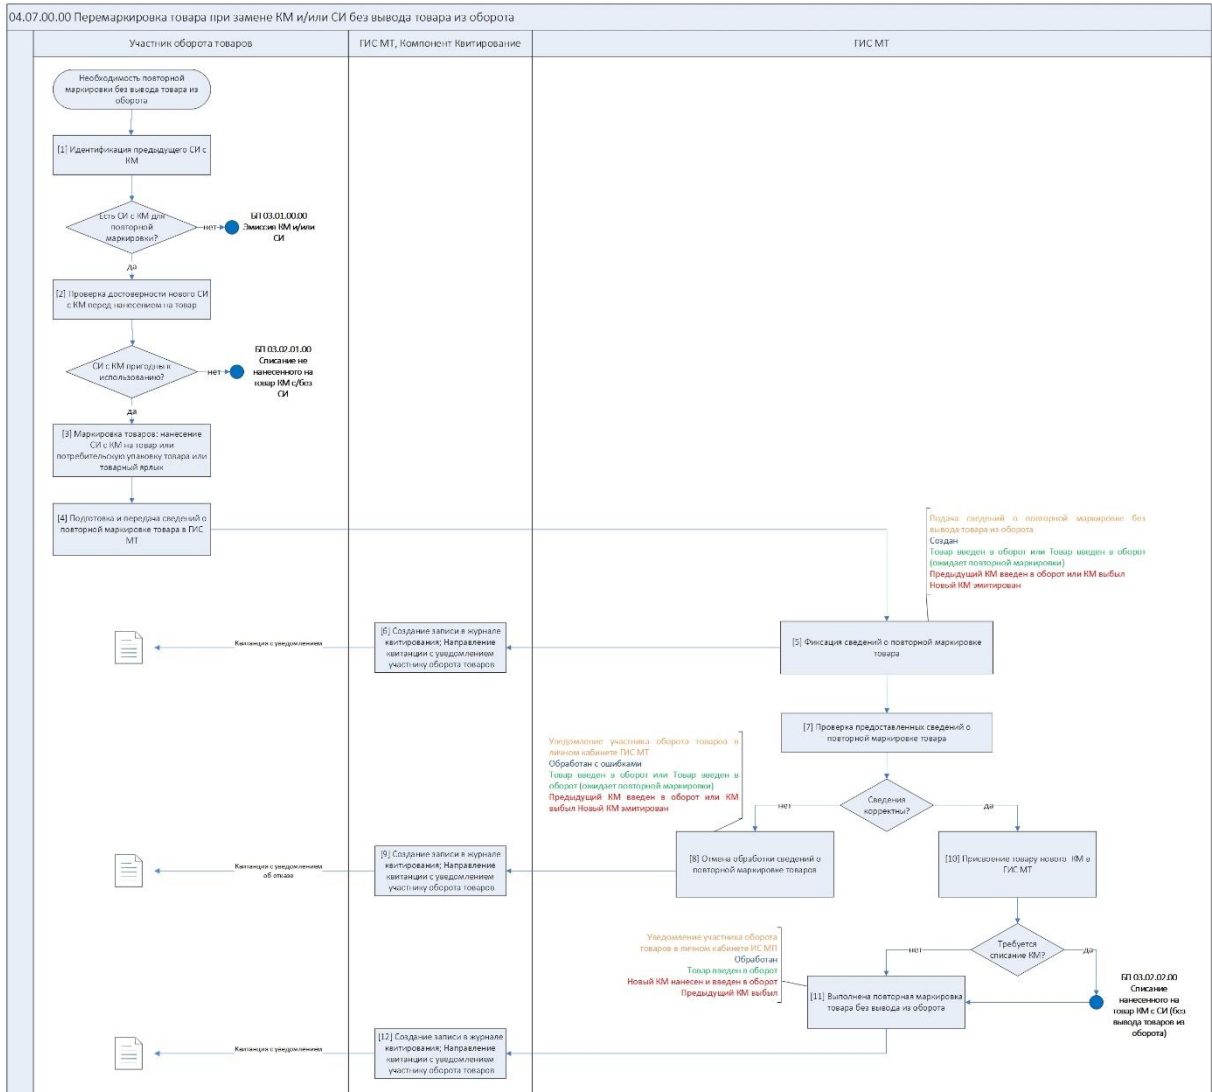 04.07.00.00 Перемаркировка товара при замене КМ и/или СИ без вывода товара из оборота
Участник оборота товаров
ГИС МТ, Компонент Квитирование
ГИС МТ
Необходимость повторной
маркировки без вывода товара из
оборота
[1] Идентификация предыдущего СИ с
КМ
Есть СИ с КМ для
повторной
маркировки?
нет
БП 03.01.00.00
Эмиссия КМ и/или
СИ
да
[2] Проверка достоверности нового СИ
с КМ перед нанесением на товар
СИ с КМ пригодны к
использованию?
нет
БП 03.02.01.00
Списание не
нанесенного на
товар КМ с/без
СИ
да
[3] Маркировка товаров: нанесение
СИ с КМ на товар или
потребительскую упаковку товара или
товарный ярлык
[4] Подготовка и передача сведений о
повторной маркировке товара в ГИС
МТ
Подача сведений о повторной маркировке без
вывода товара из оборота
Создан
Товар введен в оборот или Товар введен в оборот
(ожидает повторной маркировки)
Предыдущий КМ введен в оборот или КМ выбыл
Новый КМ эмитирован
[5] Фиксация сведений о повторной маркировке
товара
[6] Создание записи в журнале
квитирования; Направление
квитанции с уведомлением
участнику оборота товаров
Квитанция с уведомлением
[7] Проверка предоставленных сведений о
повторной маркировке товара
Уведомление участника оборота товаров в
личном кабинете ГИС МТ
Обработан с ошибками
Товар введен в оборот или Товар введен в
оборот (ожидает повторной маркировки)
Предыдущий КМ введен в оборот или КМ
выбыл Новый КМ эмитирован
Сведения
корректны?
нет
да
[8] Отмена обработки сведений о
повторной маркировке товаров
[9] Создание записи в журнале
квитирования; Направление
квитанции с уведомлением
участнику оборота товаров
Квитанция с уведомлением
об отказе
[10] Присвоение товару нового КМ в
ГИС МТ
Требуется
списание КМ?
нет
да
БП 03.02.02.00
Списание
нанесенного на
товар КМ с СИ (без
вывода товаров из
оборота)
Уведомление участника оборота
товаров в личном кабинете ИС МП
Обработан
Товар введен в оборот
Новый КМ нанесен и введен в оборот
Предыдущий КМ выбыл
[11] Выполнена повторная маркировка
товара без вывода из оборота
[12] Создание записи в журнале
квитирования; Направление
квитанции с уведомлением
участнику оборота товаров
Квитанция с уведомлением